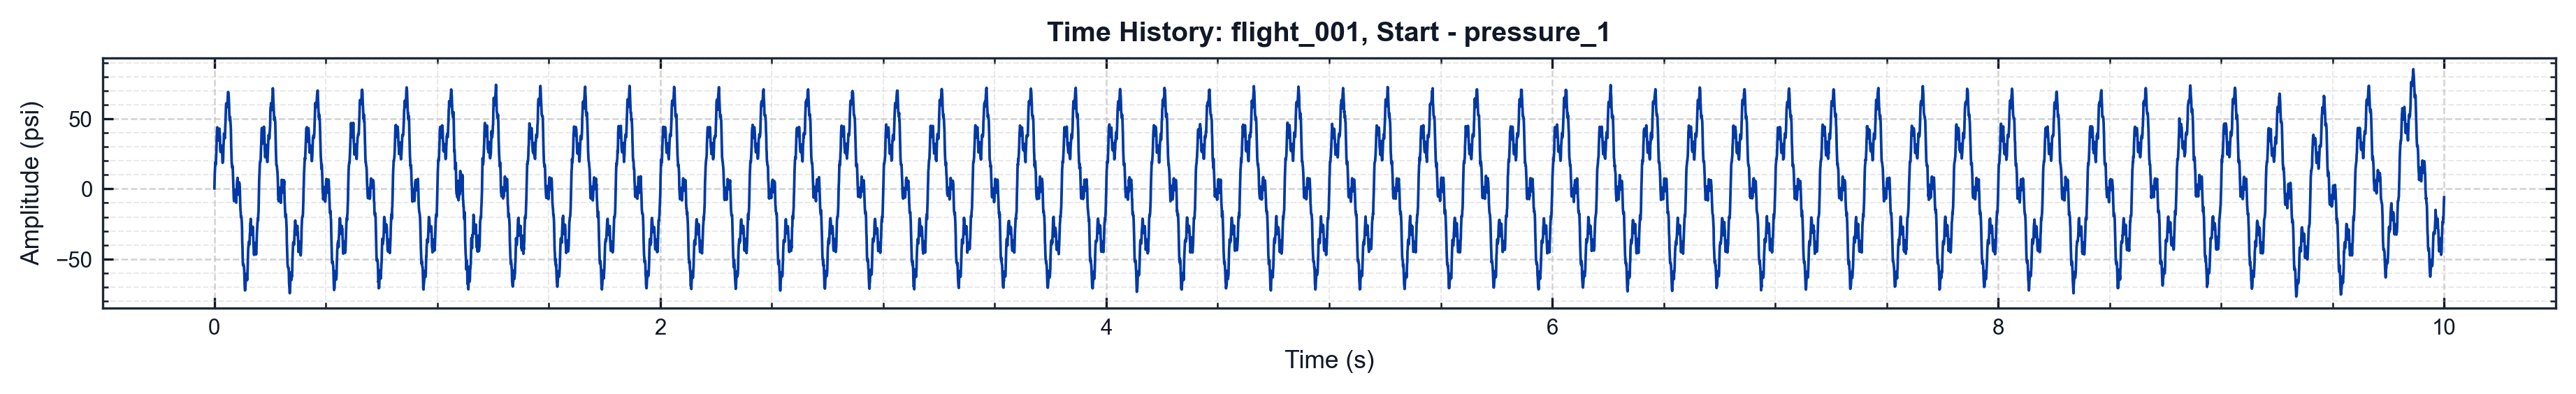 Time History: flight_001, Start - pressure_1
Amplitude (psi)
50
0
−50
0 2 4 6 8 10
Time (s)